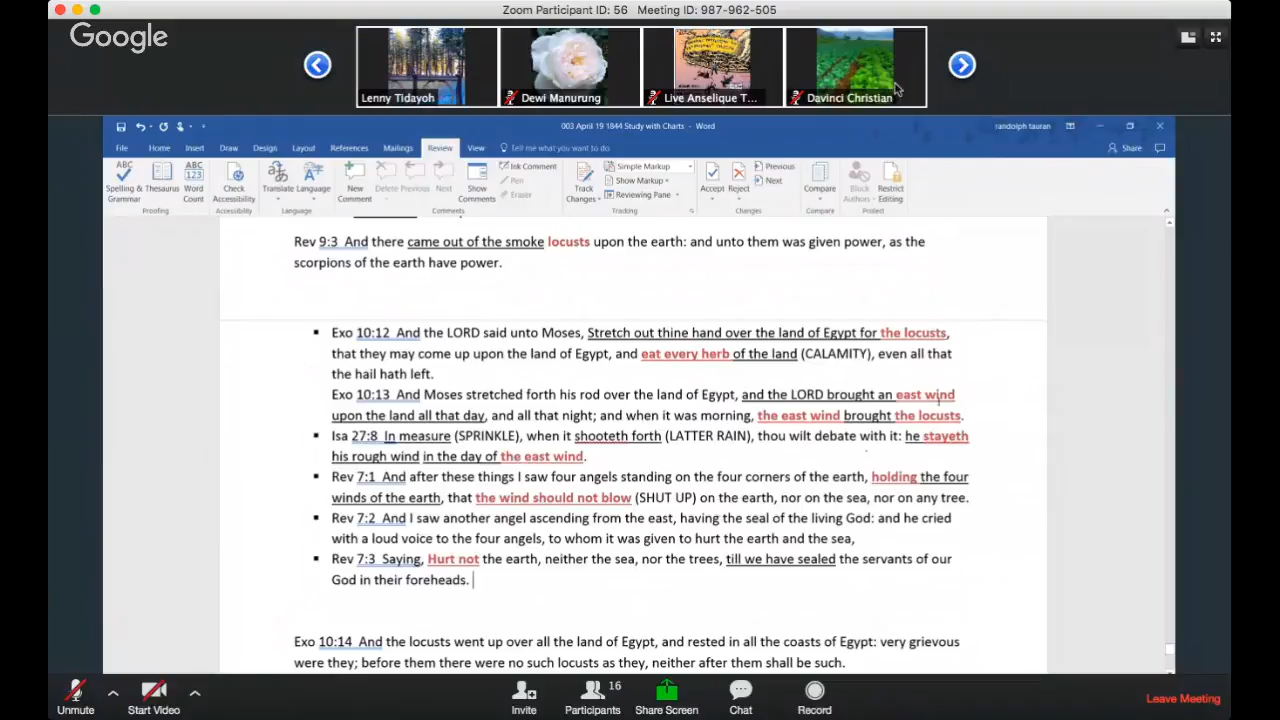 Zoom Participant ID: 56 Meeting ID: 987-962-505
Google
Lenny Tidayoh
Dewi Manurung
Live Anselique T...
Davinci Christian
003 April 19 1844 Study with Charts - Word
randolph tauran
File Home Insert Draw Design Layout References Mailings Review View Tell me what you want to do
Share
ABC
ABC
123
Spelling & Grammar
Thesaurus
Word Count
Check Accessibility
Translate
Language
New Comment
Delete
Previous
Next
Show Comments
Ink Comment
Pen
Eraser
Track Changes
Simple Markup
Show Markup
Reviewing Pane
Accept
Reject
Previous
Next
Compare
Block Authors
Restrict Editing
Proofing
Accessibility
Language
Comments
Tracking
Changes
Compare
Protect
Rev 9:3 And there came out of the smoke locusts upon the earth: and unto them was given power, as the
scorpions of the earth have power.
▪ Exo 10:12 And the LORD said unto Moses, Stretch out thine hand over the land of Egypt for the locusts,
that they may come up upon the land of Egypt, and eat every herb of the land (CALAMITY), even all that
the hail hath left.
Exo 10:13 And Moses stretched forth his rod over the land of Egypt, and the LORD brought an east wind
upon the land all that day, and all that night; and when it was morning, the east wind brought the locusts.
▪ Isa 27:8 In measure (SPRINKLE), when it shooteth forth (LATTER RAIN), thou wilt debate with it: he stayeth
his rough wind in the day of the east wind.
▪ Rev 7:1 And after these things I saw four angels standing on the four corners of the earth, holding the four
winds of the earth, that the wind should not blow (SHUT UP) on the earth, nor on the sea, nor on any tree.
▪ Rev 7:2 And I saw another angel ascending from the east, having the seal of the living God: and he cried
with a loud voice to the four angels, to whom it was given to hurt the earth and the sea,
▪ Rev 7:3 Saying, Hurt not the earth, neither the sea, nor the trees, till we have sealed the servants of our
God in their foreheads.
Exo 10:14 And the locusts went up over all the land of Egypt, and rested in all the coasts of Egypt: very grievous
were they; before them there were no such locusts as they, neither after them shall be such.
Unmute
Start Video
Invite
16
Participants
Share Screen
Chat
Record
Leave Meeting